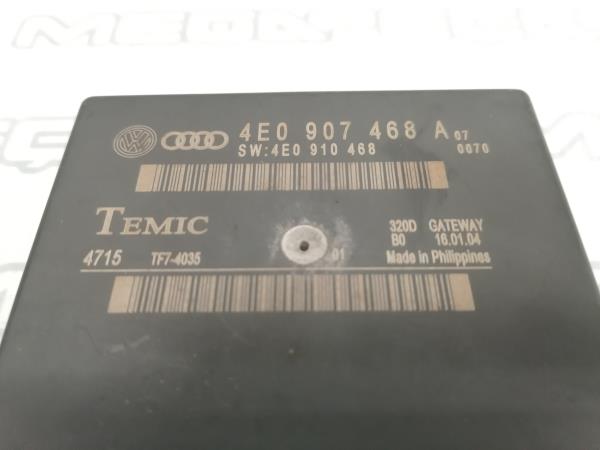 4E0 907 468 A 07
SW:4E0 910 468 0070
TEMIC
320D GATEWAY
B0 16.01.04
4715 TF7-4035 01 Made in Philippines